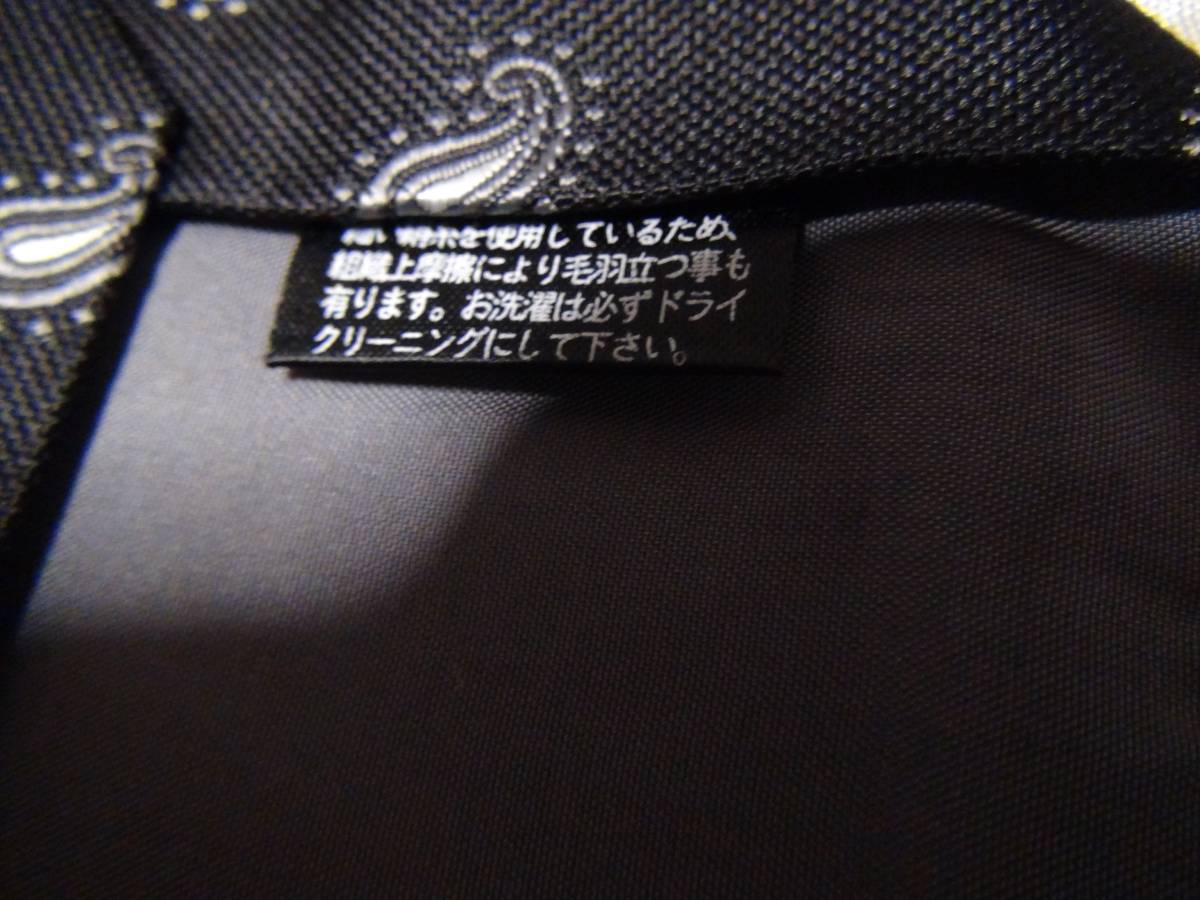 を使用しているため、
組織上摩擦により毛羽立つ事も
有ります。お洗濯は必ずドライ
クリーニングにして下さい。